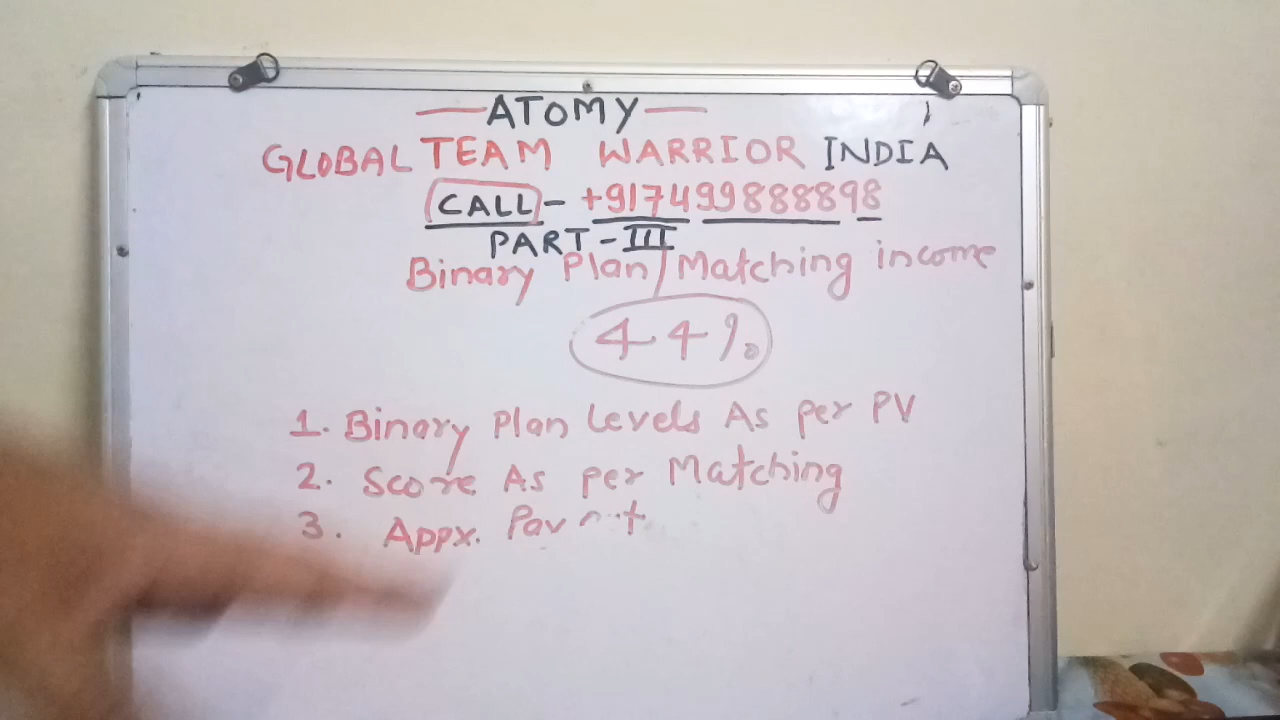 — ATOMY —
GLOBAL TEAM WARRIOR INDIA
CALL - +917499888898
PART - III
Binary Plan / Matching income
44%
1. Binary Plan Levels As per PV
2. Score As per Matching
3. Appx.